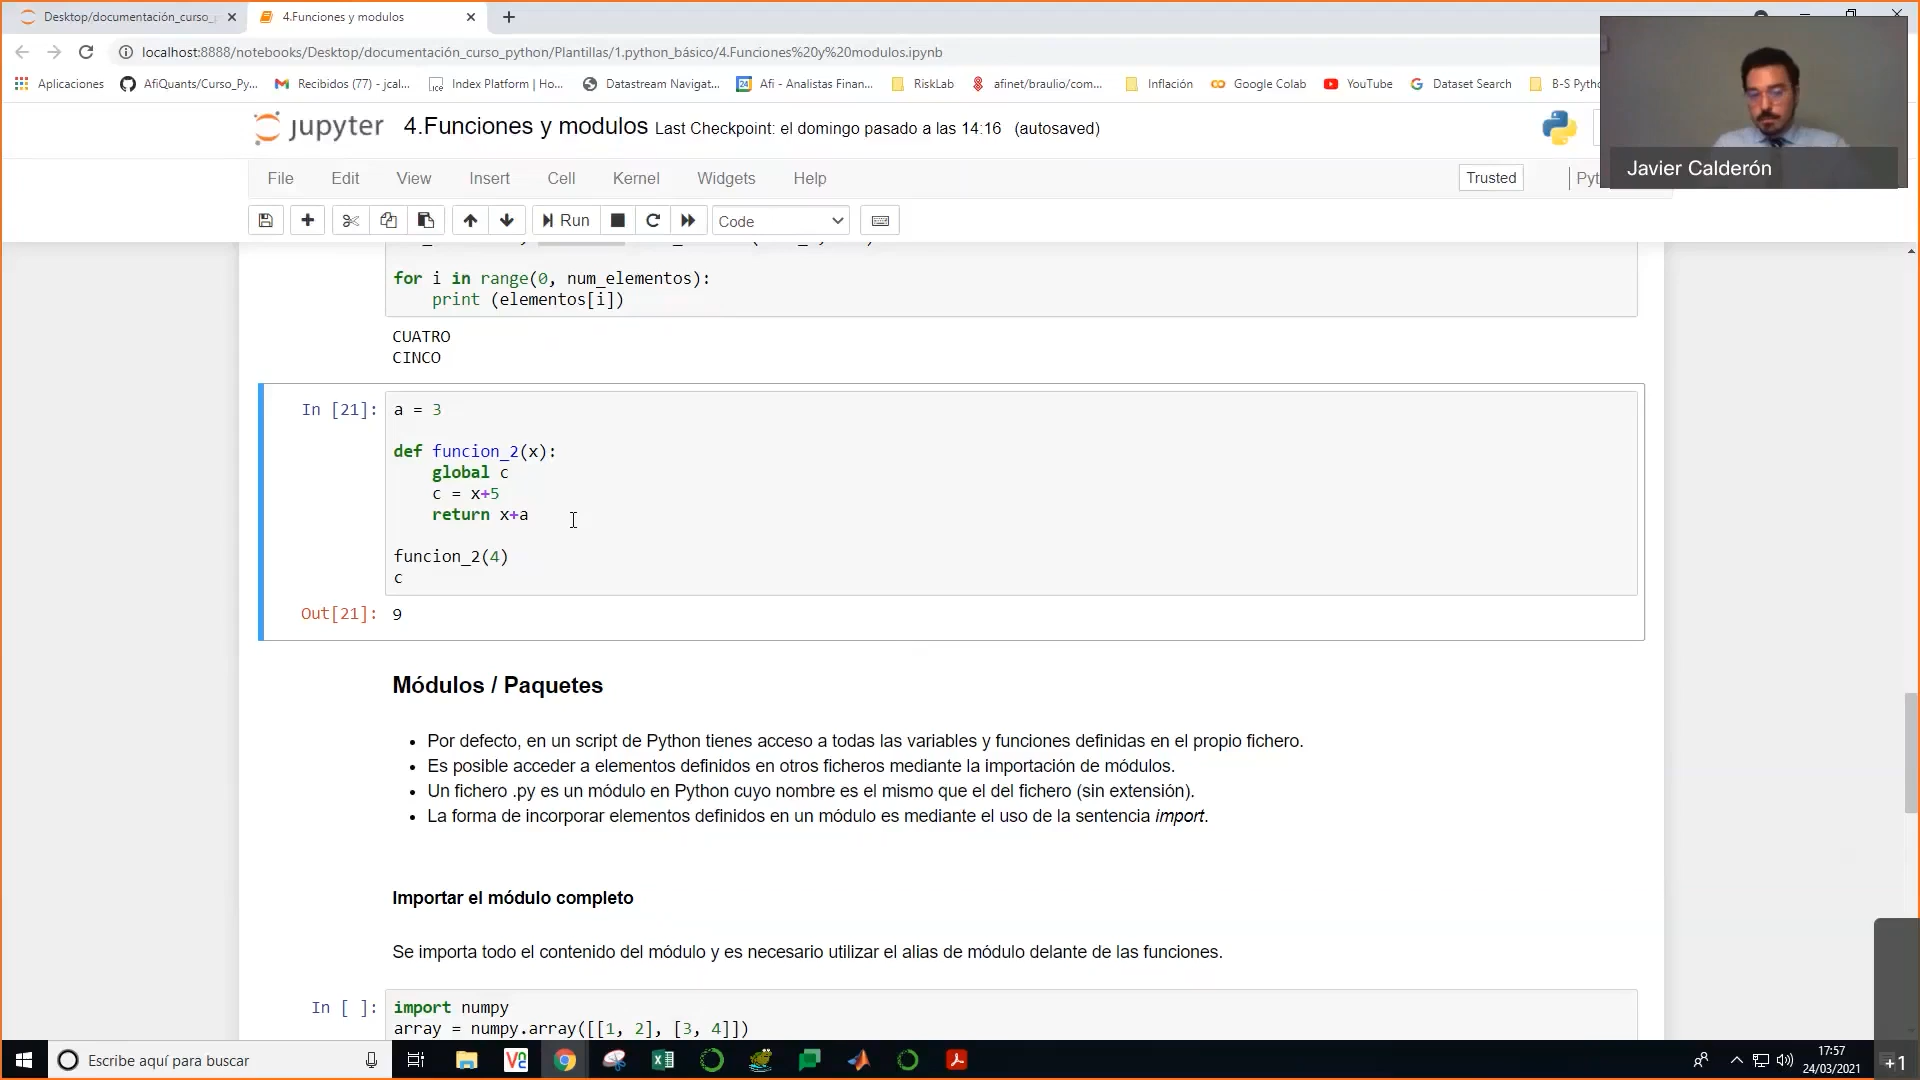 Desktop/documentación_curso_p
4.Funciones y modulos
localhost:8888/notebooks/Desktop/documentación_curso_python/Plantillas/1.python_básico/4.Funciones%20y%20modulos.ipynb
Aplicaciones
AfiQuants/Curso_Py...
Recibidos (77) - jcal...
Index Platform | Ho...
Datastream Navigat...
Afi - Analistas Finan...
RiskLab
afinet/braulio/com...
Inflación
Google Colab
YouTube
Dataset Search
B-S Pytho
Javier Calderón
jupyter 4.Funciones y modulos Last Checkpoint: el domingo pasado a las 14:16 (autosaved)
File Edit View Insert Cell Kernel Widgets Help
Trusted
Pyt
Run
Code
for i in range(0, num_elementos):
print (elementos[i])
CUATRO
CINCO
In [21]: a = 3
def funcion_2(x):
global c
c = x+5
return x+a
funcion_2(4)
c
Out[21]: 9
Módulos / Paquetes
• Por defecto, en un script de Python tienes acceso a todas las variables y funciones definidas en el propio fichero.
• Es posible acceder a elementos definidos en otros ficheros mediante la importación de módulos.
• Un fichero .py es un módulo en Python cuyo nombre es el mismo que el del fichero (sin extensión).
• La forma de incorporar elementos definidos en un módulo es mediante el uso de la sentencia import.
Importar el módulo completo
Se importa todo el contenido del módulo y es necesario utilizar el alias de módulo delante de las funciones.
In [ ]: import numpy
array = numpy.array([[1, 2], [3, 4]])
Escribe aquí para buscar
17:57
24/03/2021
+1